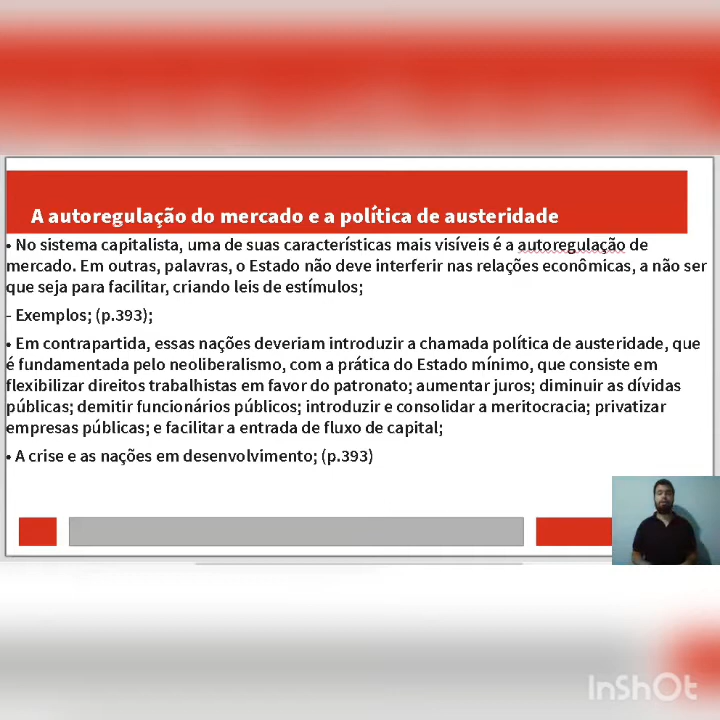 A autoregulação do mercado e a política de austeridade
• No sistema capitalista, uma de suas características mais visíveis é a autoregulação de
mercado. Em outras, palavras, o Estado não deve interferir nas relações econômicas, a não ser
que seja para facilitar, criando leis de estímulos;
- Exemplos; (p.393);
• Em contrapartida, essas nações deveriam introduzir a chamada política de austeridade, que
é fundamentada pelo neoliberalismo, com a prática do Estado mínimo, que consiste em
flexibilizar direitos trabalhistas em favor do patronato; aumentar juros; diminuir as dívidas
públicas; demitir funcionários públicos; introduzir e consolidar a meritocracia; privatizar
empresas públicas; e facilitar a entrada de fluxo de capital;
• A crise e as nações em desenvolvimento; (p.393)
InShOt